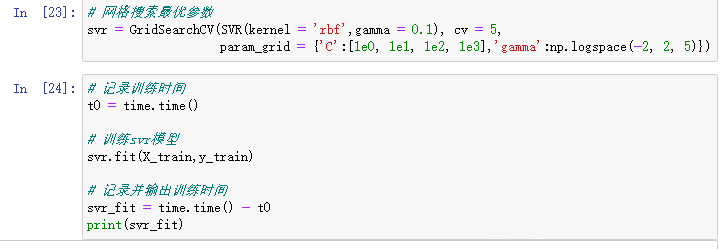 In [23]: # 网格搜索最优参数
svr = GridSearchCV(SVR(kernel = 'rbf',gamma = 0.1), cv = 5,
param_grid = {'C':[1e0, 1e1, 1e2, 1e3],'gamma':np.logspace(-2, 2, 5)})
In [24]: # 记录训练时间
t0 = time.time()
# 训练svr模型
svr.fit(X_train,y_train)
# 记录并输出训练时间
svr_fit = time.time() - t0
print(svr_fit)